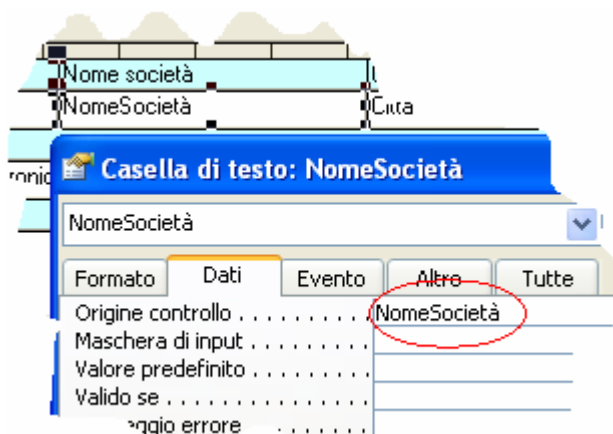 Nome società
NomeSocietà
Casella di testo: NomeSocietà
NomeSocietà
Formato Dati Evento Altro Tutte
Origine controllo . . . . . . . . . NomeSocietà
Maschera di input . . . . . . . .
Valore predefinito . . . . . . . .
Valido se . . . . . . . . . . . . . . .
errore . . . . . . .